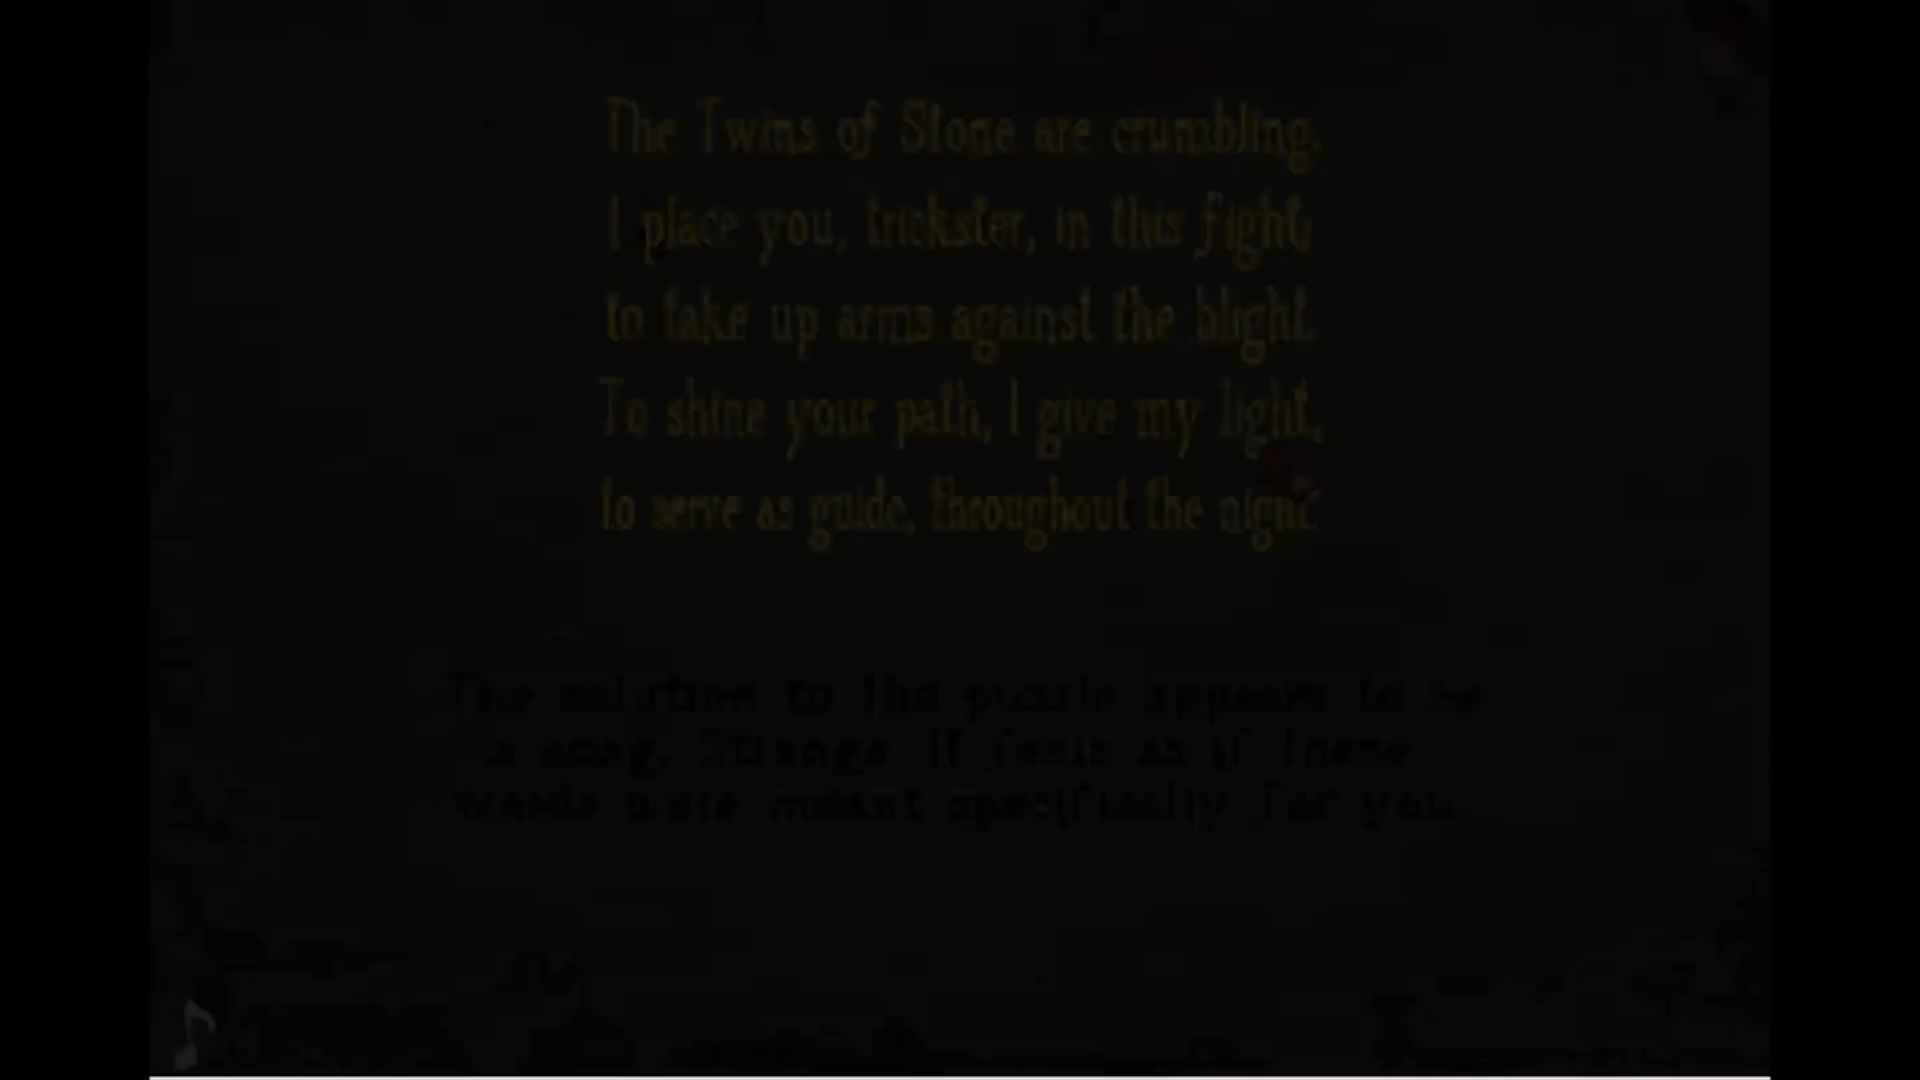 The Twins of Stone are crumbling.
I place you, trickster, in this fight,
to take up arms against the blight.
To shine your path, I give my light,
to serve as guide, throughout the night.
The solution to the puzzle appears to be
a song. Strange it feels as if these
words were meant specifically for you